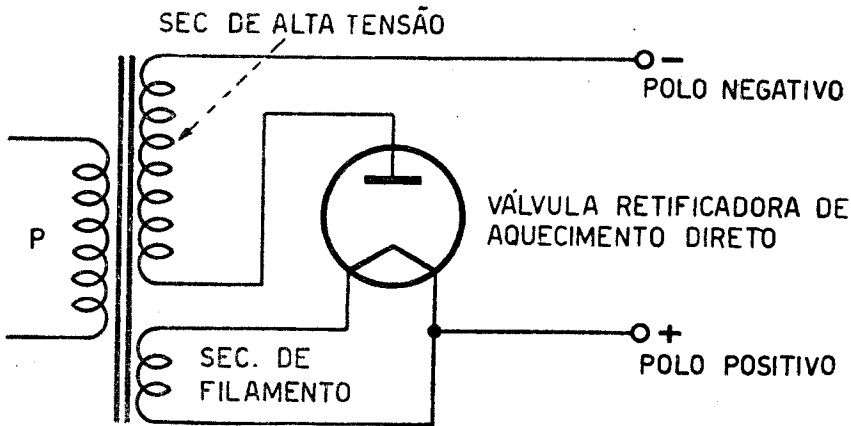 SEC DE ALTA TENSÃO
−
POLO NEGATIVO
P
VÁLVULA RETIFICADORA DE
AQUECIMENTO DIRETO
+
POLO POSITIVO
SEC. DE
FILAMENTO